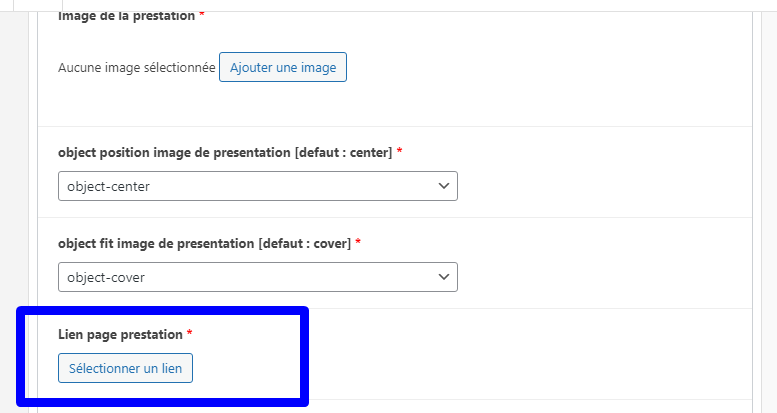 Image de la prestation *
Aucune image sélectionnée Ajouter une image
object position image de presentation [defaut : center] *
object-center
object fit image de presentation [defaut : cover] *
object-cover
Lien page prestation *
Sélectionner un lien